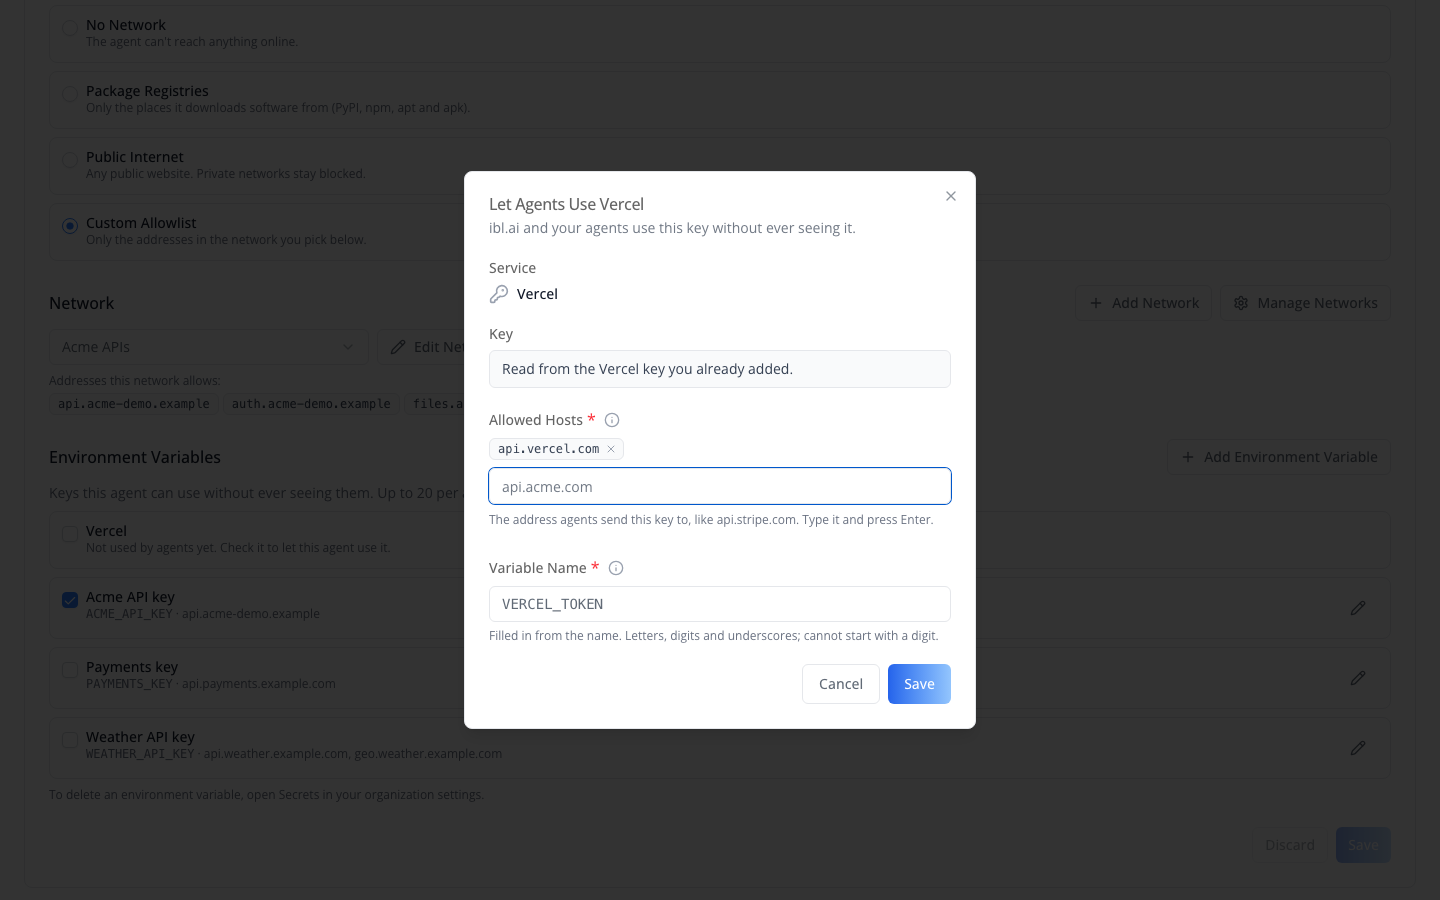 No Network
The agent can't reach anything online.
Package Registries
Only the places it downloads software from (PyPI, npm, apt and apk).
Public Internet
Any public website. Private networks stay blocked.
Custom Allowlist
Only the addresses in the network you pick below.
Network
Add Network
Manage Networks
Acme APIs
Edit Net
Addresses this network allows:
api.acme-demo.example
auth.acme-demo.example
files.a
Environment Variables
Add Environment Variable
Keys this agent can use without ever seeing them. Up to 20 per
Vercel
Not used by agents yet. Check it to let this agent use it.
Acme API key
ACME_API_KEY · api.acme-demo.example
Payments key
PAYMENTS_KEY · api.payments.example.com
Weather API key
WEATHER_API_KEY · api.weather.example.com, geo.weather.example.com
To delete an environment variable, open Secrets in your organization settings.
Discard
Save
Let Agents Use Vercel
ibl.ai and your agents use this key without ever seeing it.
Service
Vercel
Key
Read from the Vercel key you already added.
Allowed Hosts *
api.vercel.com
api.acme.com
The address agents send this key to, like api.stripe.com. Type it and press Enter.
Variable Name *
VERCEL_TOKEN
Filled in from the name. Letters, digits and underscores; cannot start with a digit.
Cancel
Save